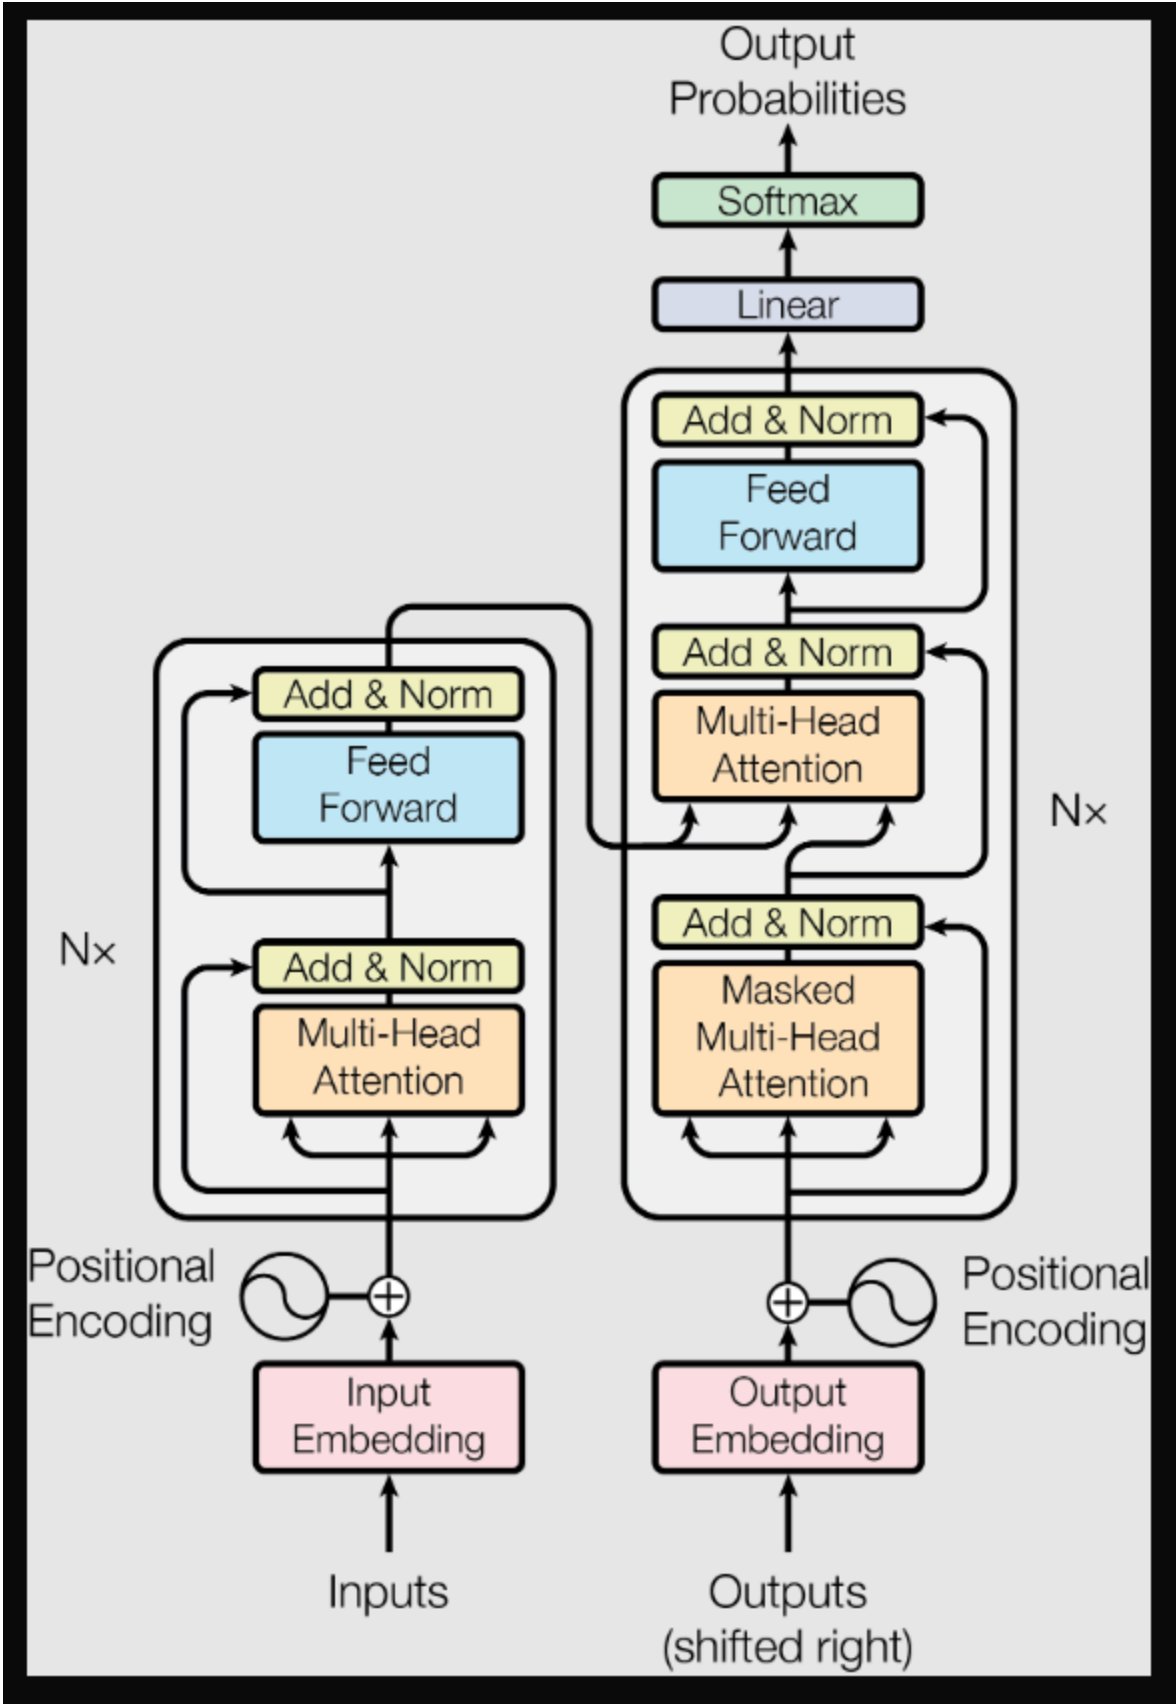 Output
Probabilities
Softmax
Linear
Add & Norm
Feed
Forward
Add & Norm
Multi-Head
Attention
Nx
Add & Norm
Masked
Multi-Head
Attention
Add & Norm
Feed
Forward
Nx
Add & Norm
Multi-Head
Attention
Positional
Encoding
Positional
Encoding
Input
Embedding
Output
Embedding
Inputs
Outputs
(shifted right)